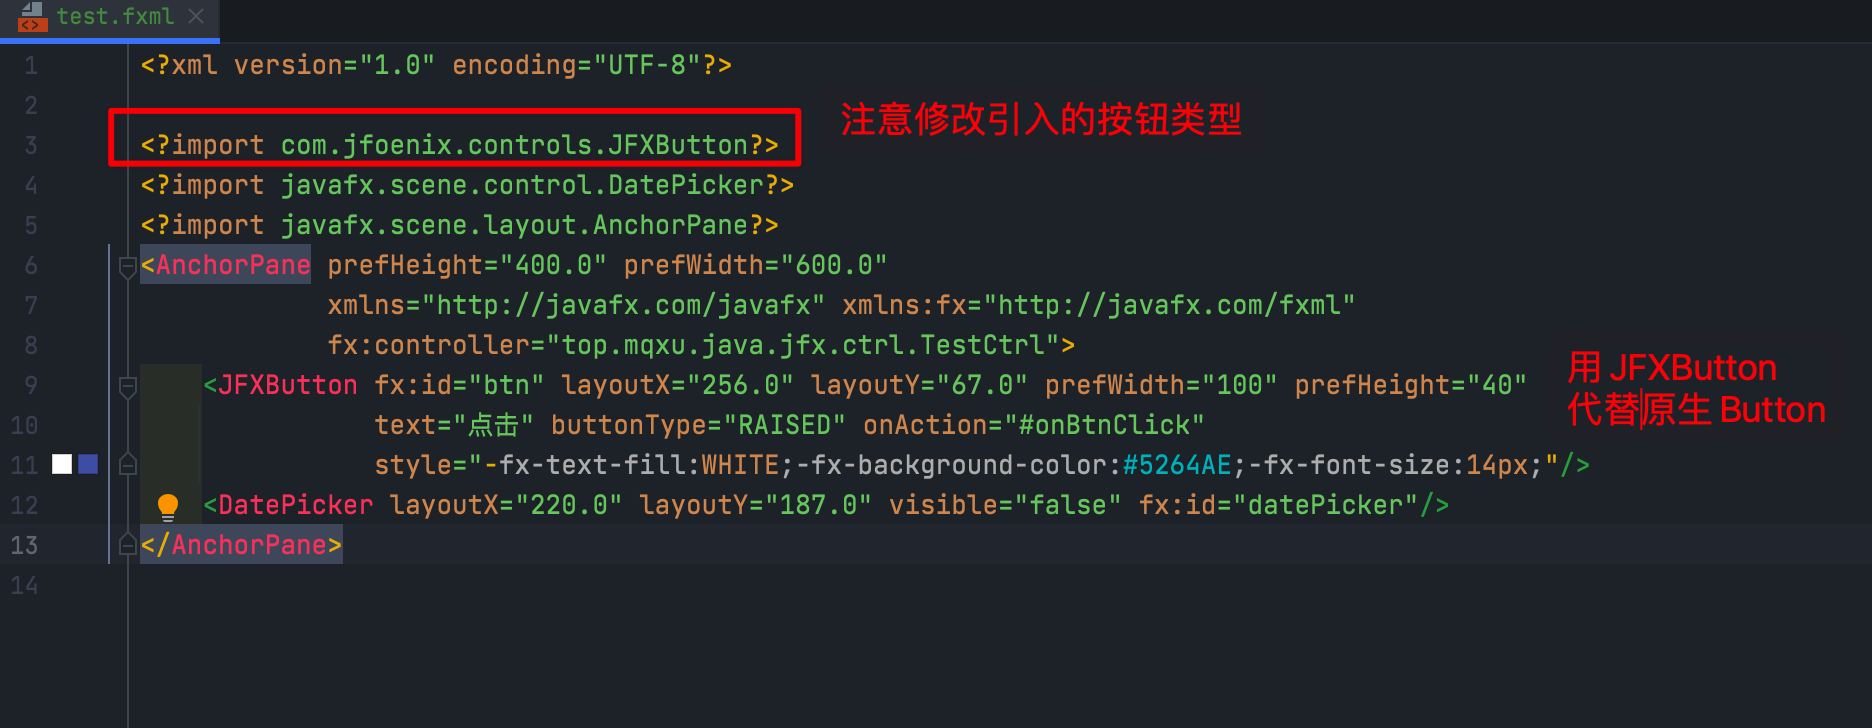 test.fxml
1 <?xml version="1.0" encoding="UTF-8"?>
2
注意修改引入的按钮类型
3 <?import com.jfoenix.controls.JFXButton?>
4 <?import javafx.scene.control.DatePicker?>
5 <?import javafx.scene.layout.AnchorPane?>
6 <AnchorPane prefHeight="400.0" prefWidth="600.0"
7 xmlns="http://javafx.com/javafx" xmlns:fx="http://javafx.com/fxml"
8 fx:controller="top.mqxu.java.jfx.ctrl.TestCtrl">
9 <JFXButton fx:id="btn" layoutX="256.0" layoutY="67.0" prefWidth="100" prefHeight="40"
用 JFXButton
代替原生 Button
10 text="点击" buttonType="RAISED" onAction="#onBtnClick"
11 style="-fx-text-fill:WHITE;-fx-background-color:#5264AE;-fx-font-size:14px;"/>
12 <DatePicker layoutX="220.0" layoutY="187.0" visible="false" fx:id="datePicker"/>
13 </AnchorPane>
14